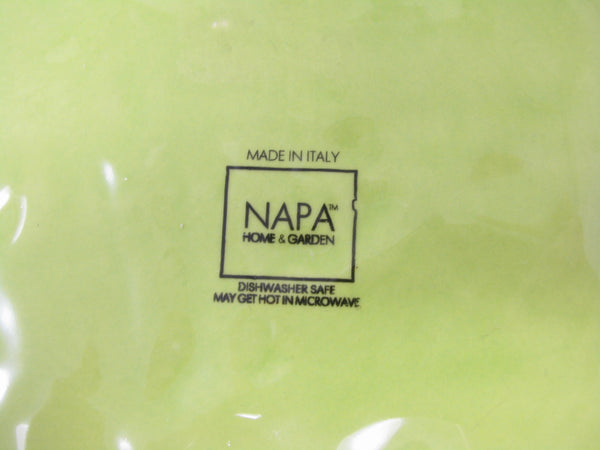 MADE IN ITALY
NAPA™
HOME & GARDEN
DISHWASHER SAFE
MAY GET HOT IN MICROWAVE